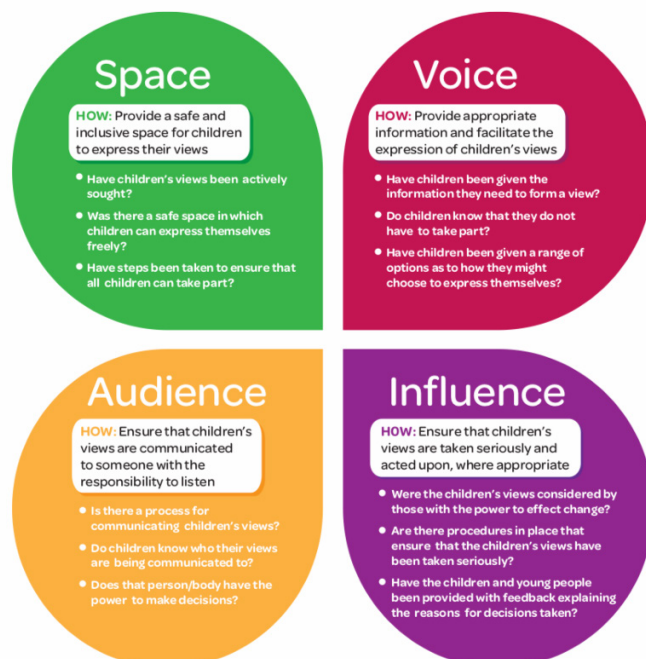 Space
HOW: Provide a safe and
inclusive space for children
to express their views
Have children's views been actively
sought?
Was there a safe space in which
children can express themselves
freely?
Have steps been taken to ensure that
all children can take part?
Voice
HOW: Provide appropriate
information and facilitate the
expression of children's views
Have children been given the
information they need to form a view?
Do children know that they do not
have to take part?
Have children been given a range of
options as to how they might
choose to express themselves?
Audience
HOW: Ensure that children's
views are communicated
to someone with the
responsibility to listen
Is there a process for
communicating children's views?
Do children know who their views
are being communicated to?
Does that person/body have the
power to make decisions?
Influence
HOW: Ensure that children's
views are taken seriously and
acted upon, where appropriate
Were the children's views considered by
those with the power to effect change?
Are there procedures in place that
ensure that the children's views have
been taken seriously?
Have the children and young people
been provided with feedback explaining
the reasons for decisions taken?